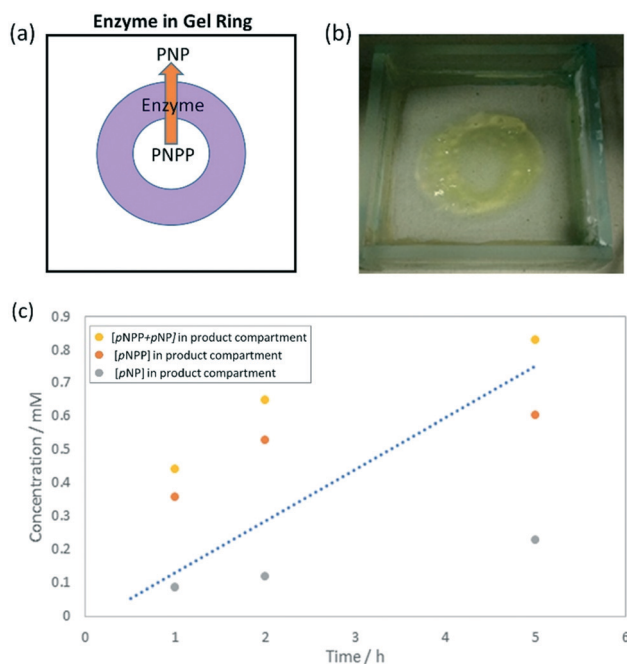 (a)
Enzyme in Gel Ring
PNP
Enzyme
PNPP
(b)
(c)
0.9
0.8
0.7
0.6
0.5
0.4
0.3
0.2
0.1
0
Concentration / mM
[pNPP+pNP] in product compartment
[pNPP] in product compartment
[pNP] in product compartment
0 1 2 3 4 5 6
Time / h